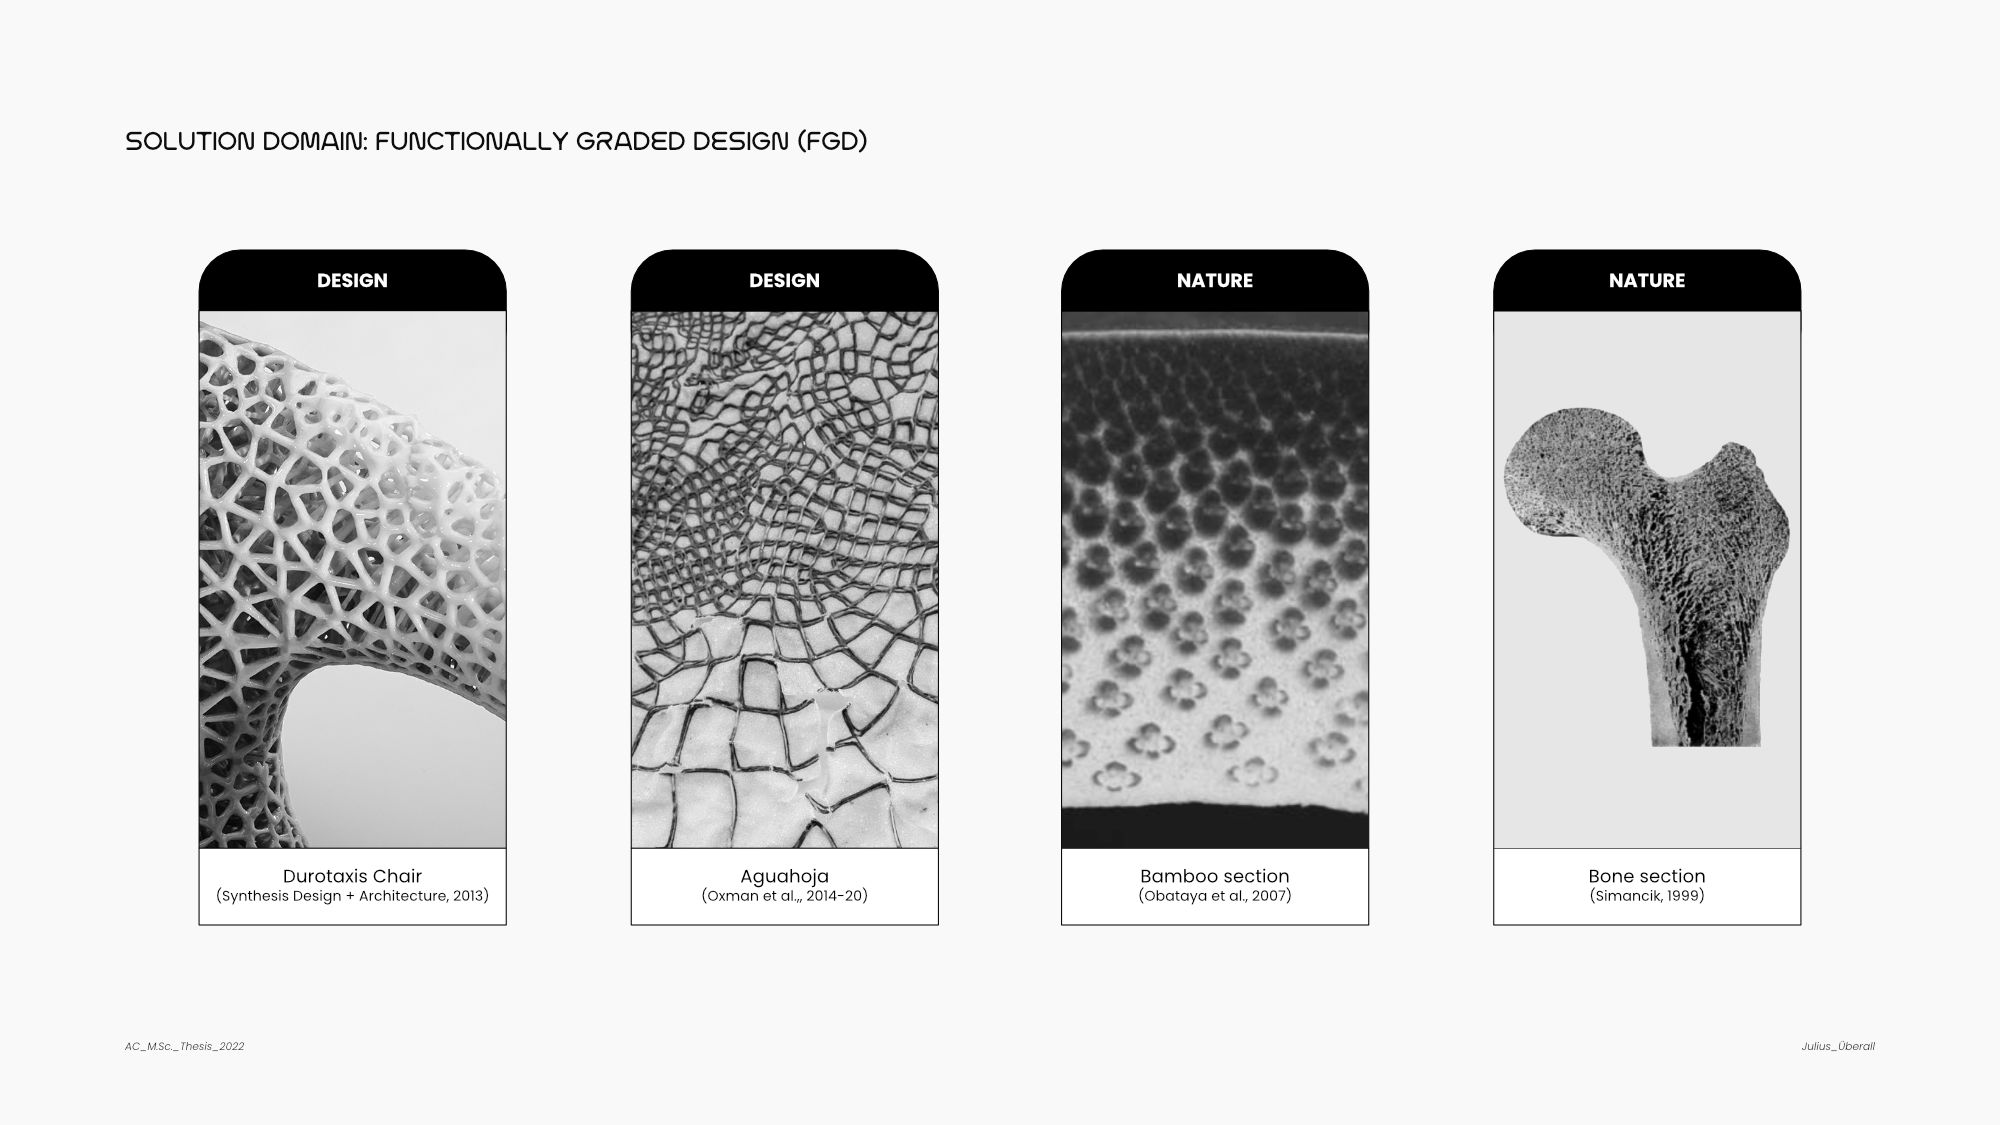 SOLUTION DOMAIN: FUNCTIONALLY GRADED DESIGN (FGD)
DESIGN
Durotaxis Chair
(Synthesis Design + Architecture, 2013)
DESIGN
Aguahoja
(Oxman et al.,, 2014-20)
NATURE
Bamboo section
(Obataya et al., 2007)
NATURE
Bone section
(Simancik, 1999)
AC_M.Sc._Thesis_2022
Julius_Überall